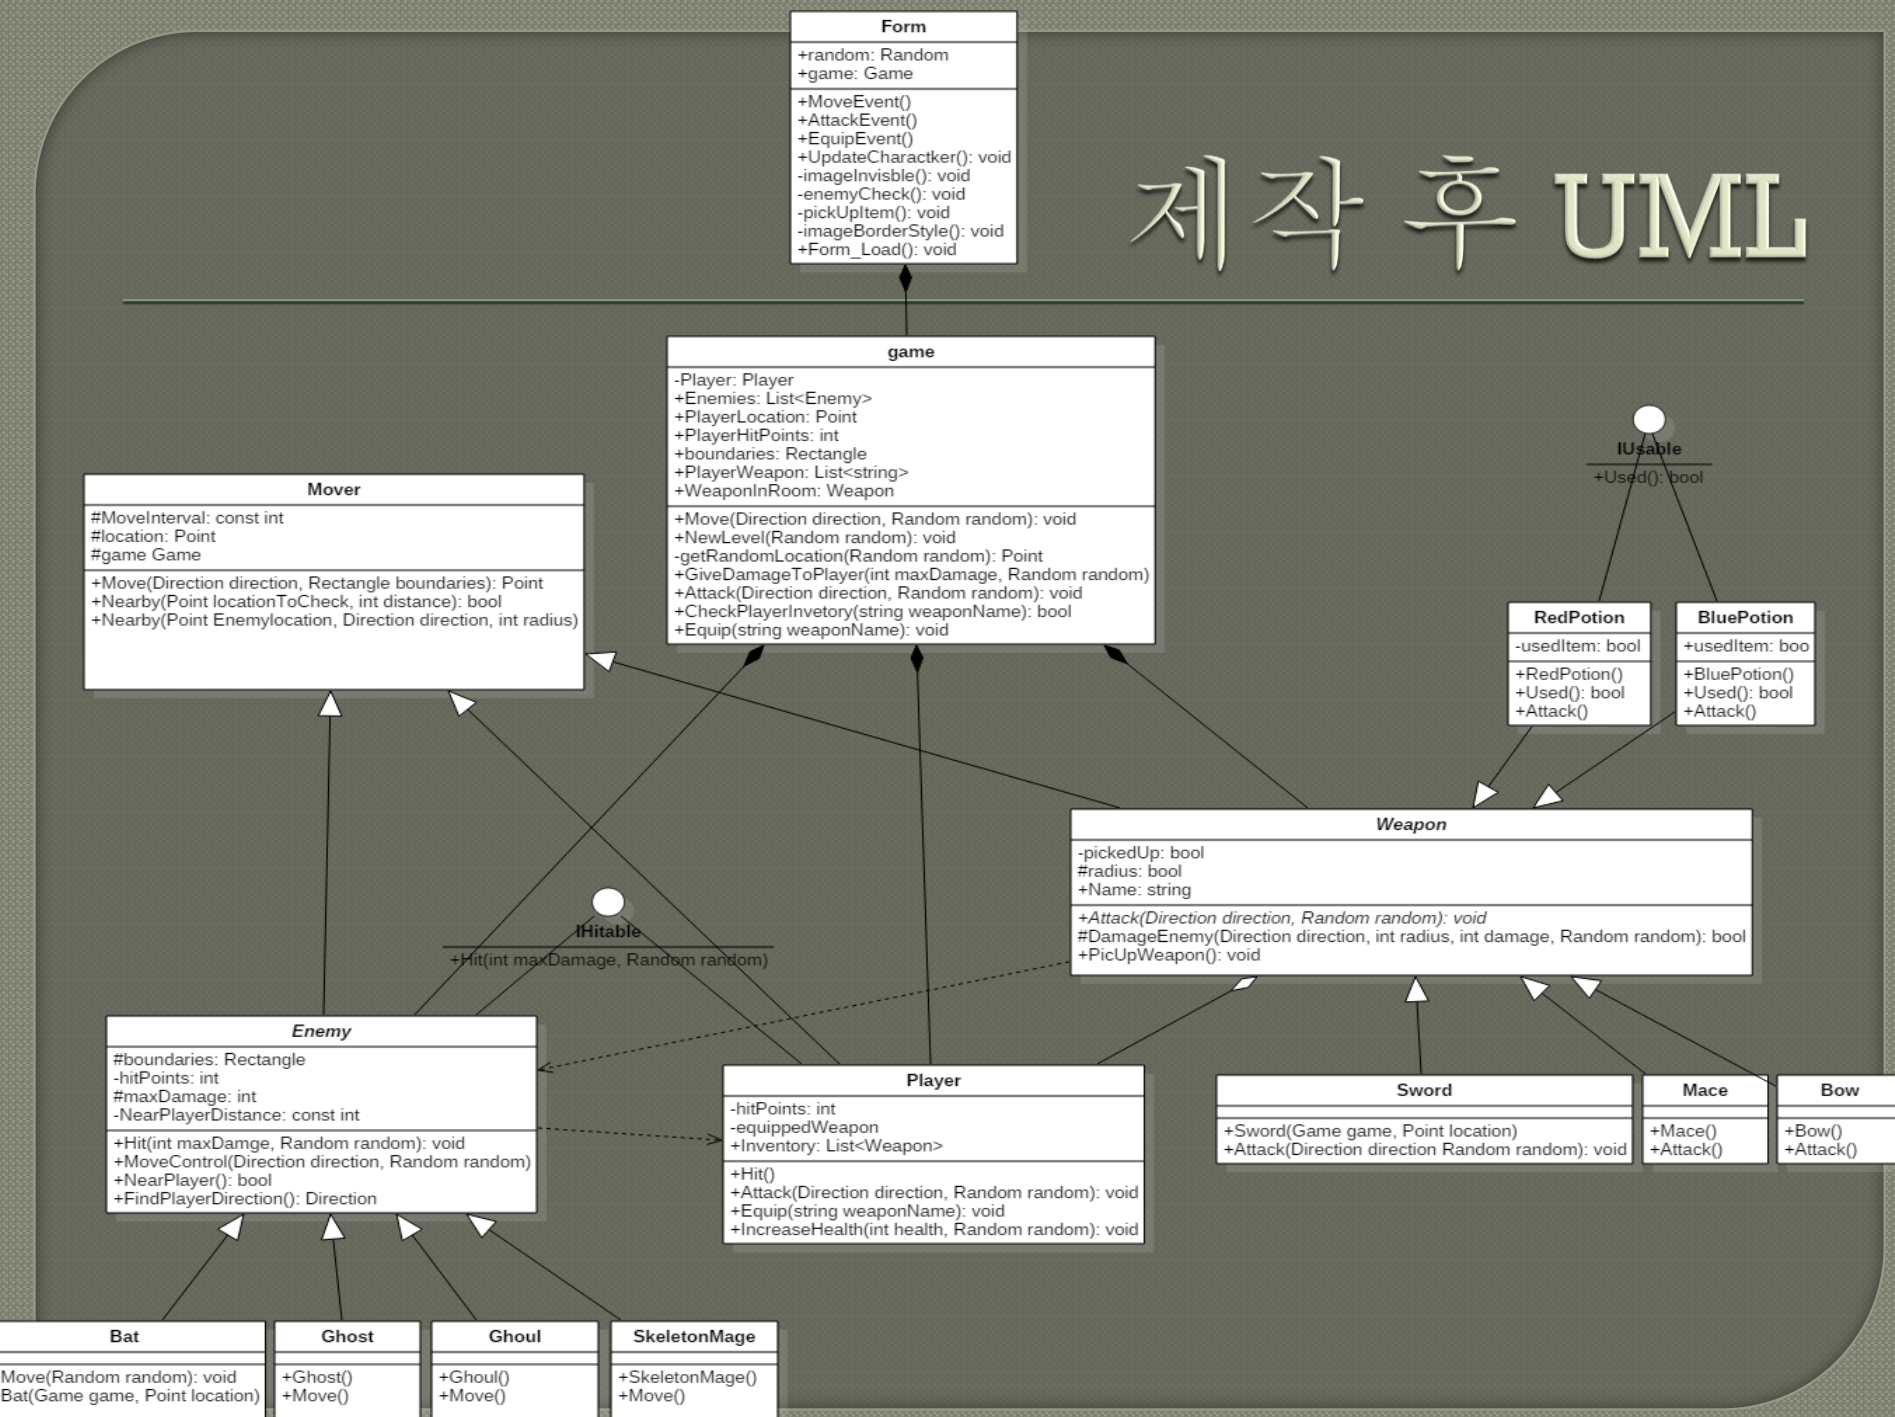 Form
+random: Random
+game: Game
+MoveEvent()
+AttackEvent()
+EquipEvent()
+UpdateCharactker(): void
-imageInvisble(): void
-enemyCheck(): void
-pickUpItem(): void
-imageBorderStyle(): void
+Form_Load(): void
제작 후 UML
game
-Player: Player
+Enemies: List<Enemy>
+PlayerLocation: Point
+PlayerHitPoints: int
+boundaries: Rectangle
+PlayerWeapon: List<string>
+WeaponInRoom: Weapon
+Move(Direction direction, Random random): void
+NewLevel(Random random): void
-getRandomLocation(Random random): Point
+GiveDamageToPlayer(int maxDamage, Random random)
+Attack(Direction direction, Random random): void
+CheckPlayerInvetory(string weaponName): bool
+Equip(string weaponName): void
IUsable
+Used(): bool
Mover
#MoveInterval: const int
#location: Point
#game Game
+Move(Direction direction, Rectangle boundaries): Point
+Nearby(Point locationToCheck, int distance): bool
+Nearby(Point Enemylocation, Direction direction, int radius)
RedPotion
-usedItem: bool
+RedPotion()
+Used(): bool
+Attack()
BluePotion
+usedItem: boo
+BluePotion()
+Used(): bool
+Attack()
Weapon
-pickedUp: bool
#radius: bool
+Name: string
+Attack(Direction direction, Random random): void
#DamageEnemy(Direction direction, int radius, int damage, Random random): bool
+PicUpWeapon(): void
IHitable
+Hit(int maxDamage, Random random)
Enemy
#boundaries: Rectangle
-hitPoints: int
#maxDamage: int
-NearPlayerDistance: const int
+Hit(int maxDamge, Random random): void
+MoveControl(Direction direction, Random random)
+NearPlayer(): bool
+FindPlayerDirection(): Direction
Player
-hitPoints: int
-equippedWeapon
+Inventory: List<Weapon>
+Hit()
+Attack(Direction direction, Random random): void
+Equip(string weaponName): void
+IncreaseHealth(int health, Random random): void
Sword
+Sword(Game game, Point location)
+Attack(Direction direction Random random): void
Mace
+Mace()
+Attack()
Bow
+Bow()
+Attack()
Bat
Move(Random random): void
Bat(Game game, Point location)
Ghost
+Ghost()
+Move()
Ghoul
+Ghoul()
+Move()
SkeletonMage
+SkeletonMage()
+Move()